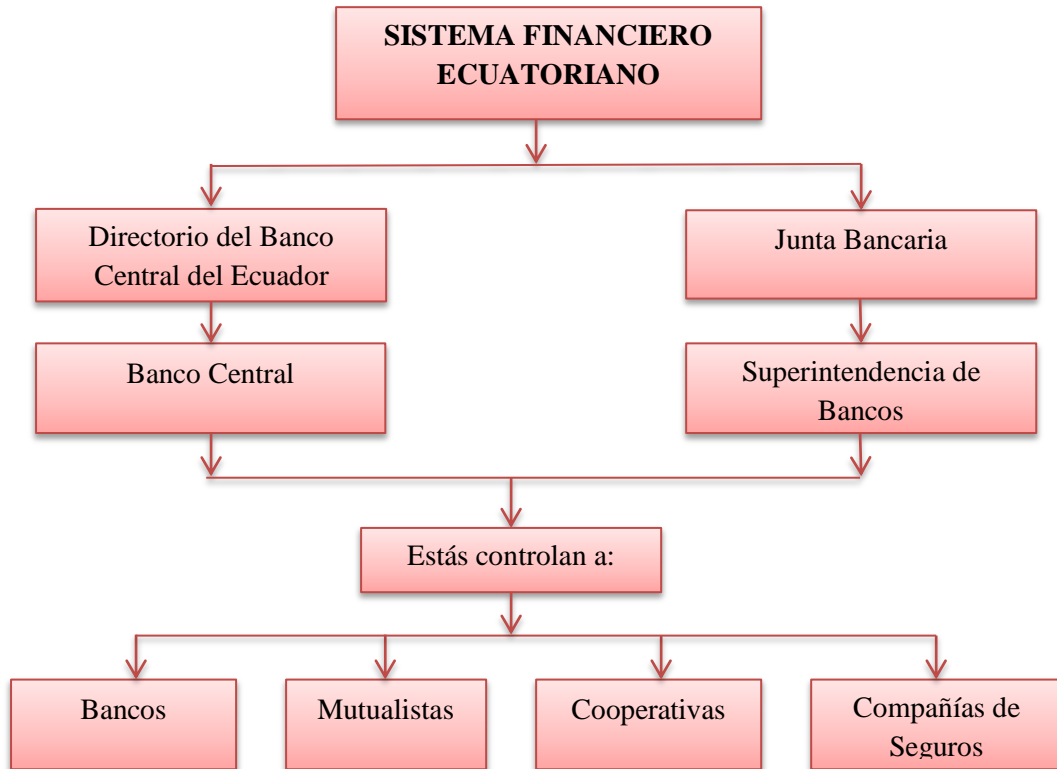 SISTEMA FINANCIERO
ECUATORIANO
Directorio del Banco
Central del Ecuador
Junta Bancaria
Banco Central
Superintendencia de
Bancos
Estás controlan a:
Bancos
Mutualistas
Cooperativas
Compañías de
Seguros